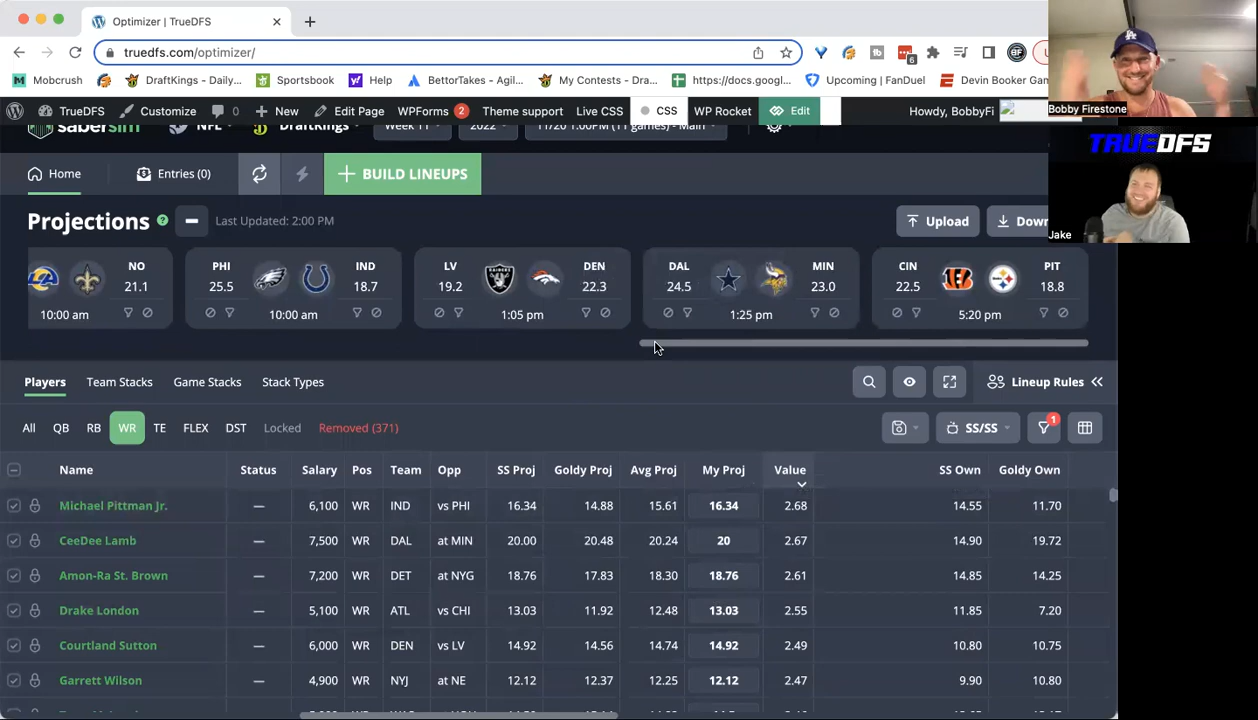 Optimizer | TrueDFS
truedfs.com/optimizer/
6
Mobcrush DraftKings - Daily... Sportsbook Help BettorTakes - Agil... My Contests - Dra... https://docs.googl... Upcoming | FanDuel Devin Booker Gam
TrueDFS Customize 0 New Edit Page WPForms 2 Theme support Live CSS CSS WP Rocket Edit Howdy, BobbyFi
Bobby Firestone
TRUEDFS
Jake
sabersim NFL DraftKings Week 11 2022 11/20 1:00PM (11 games) - Main
Home Entries (0) + BUILD LINEUPS
Projections ? Last Updated: 2:00 PM Upload Down
NO PHI IND LV DEN DAL MIN CIN PIT
21.1 25.5 18.7 19.2 22.3 24.5 23.0 22.5 18.8
10:00 am 10:00 am 1:05 pm 1:25 pm 5:20 pm
Players Team Stacks Game Stacks Stack Types Lineup Rules
All QB RB WR TE FLEX DST Locked Removed (371) SS/SS 1
Name Status Salary Pos Team Opp SS Proj Goldy Proj Avg Proj My Proj Value SS Own Goldy Own
Michael Pittman Jr. — 6,100 WR IND vs PHI 16.34 14.88 15.61 16.34 2.68 14.55 11.70
CeeDee Lamb — 7,500 WR DAL at MIN 20.00 20.48 20.24 20 2.67 14.90 19.72
Amon-Ra St. Brown — 7,200 WR DET at NYG 18.76 17.83 18.30 18.76 2.61 14.85 14.25
Drake London — 5,100 WR ATL vs CHI 13.03 11.92 12.48 13.03 2.55 11.85 7.20
Courtland Sutton — 6,000 WR DEN vs LV 14.92 14.56 14.74 14.92 2.49 10.80 10.75
Garrett Wilson — 4,900 WR NYJ at NE 12.12 12.37 12.25 12.12 2.47 9.90 10.80